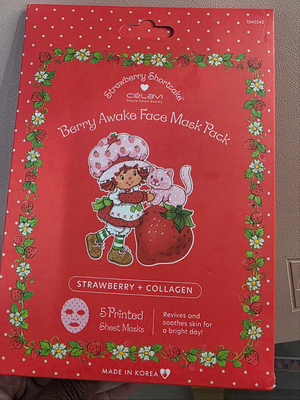 Strawberry Shortcake
CÉLAVI
Berry Awake Face Mask Pack
STRAWBERRY + COLLAGEN
5 Printed
Sheet Masks
Revives and
soothes skin for
a bright day!
MADE IN KOREA